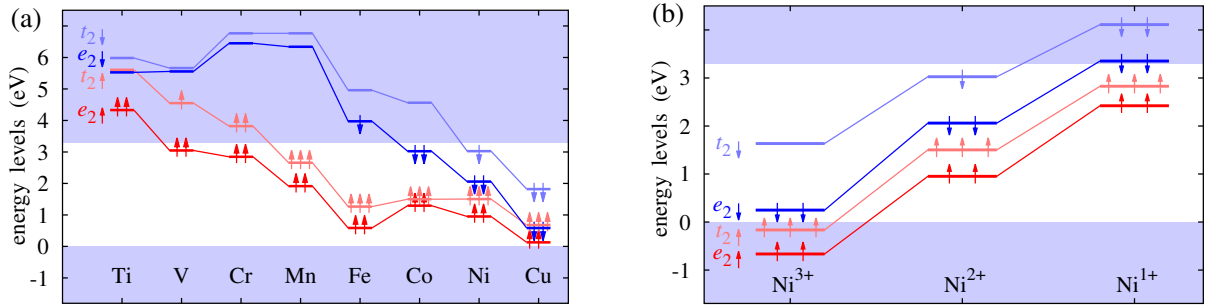 (a)
energy levels (eV)
6
5
4
3
2
1
0
-1
t2↓
e2↓
t2↑
e2↑
Ti V Cr Mn Fe Co Ni Cu
(b)
energy levels (eV)
3
2
1
0
-1
t2↓
e2↓
t2↑
e2↑
Ni3+ Ni2+ Ni1+